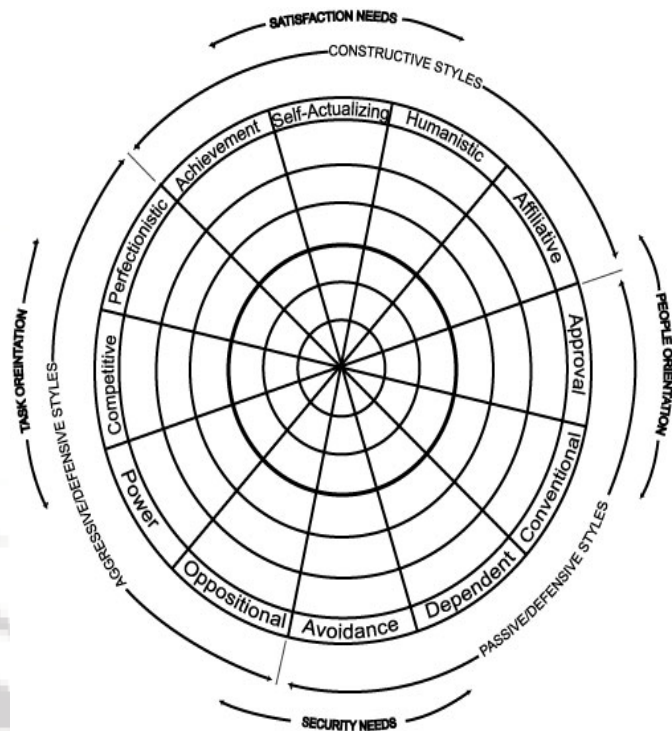 SATISFACTION NEEDS
CONSTRUCTIVE STYLES
Self-Actualizing
Humanistic
Achievement
Affiliative
Perfectionistic
Approval
Competitive
Conventional
Power
Dependent
Oppositional
Avoidance
TASK OREINTATION
PEOPLE ORIENTATION
AGGRESSIVE/DEFENSIVE STYLES
PASSIVE/DEFENSIVE STYLES
SECURITY NEEDS